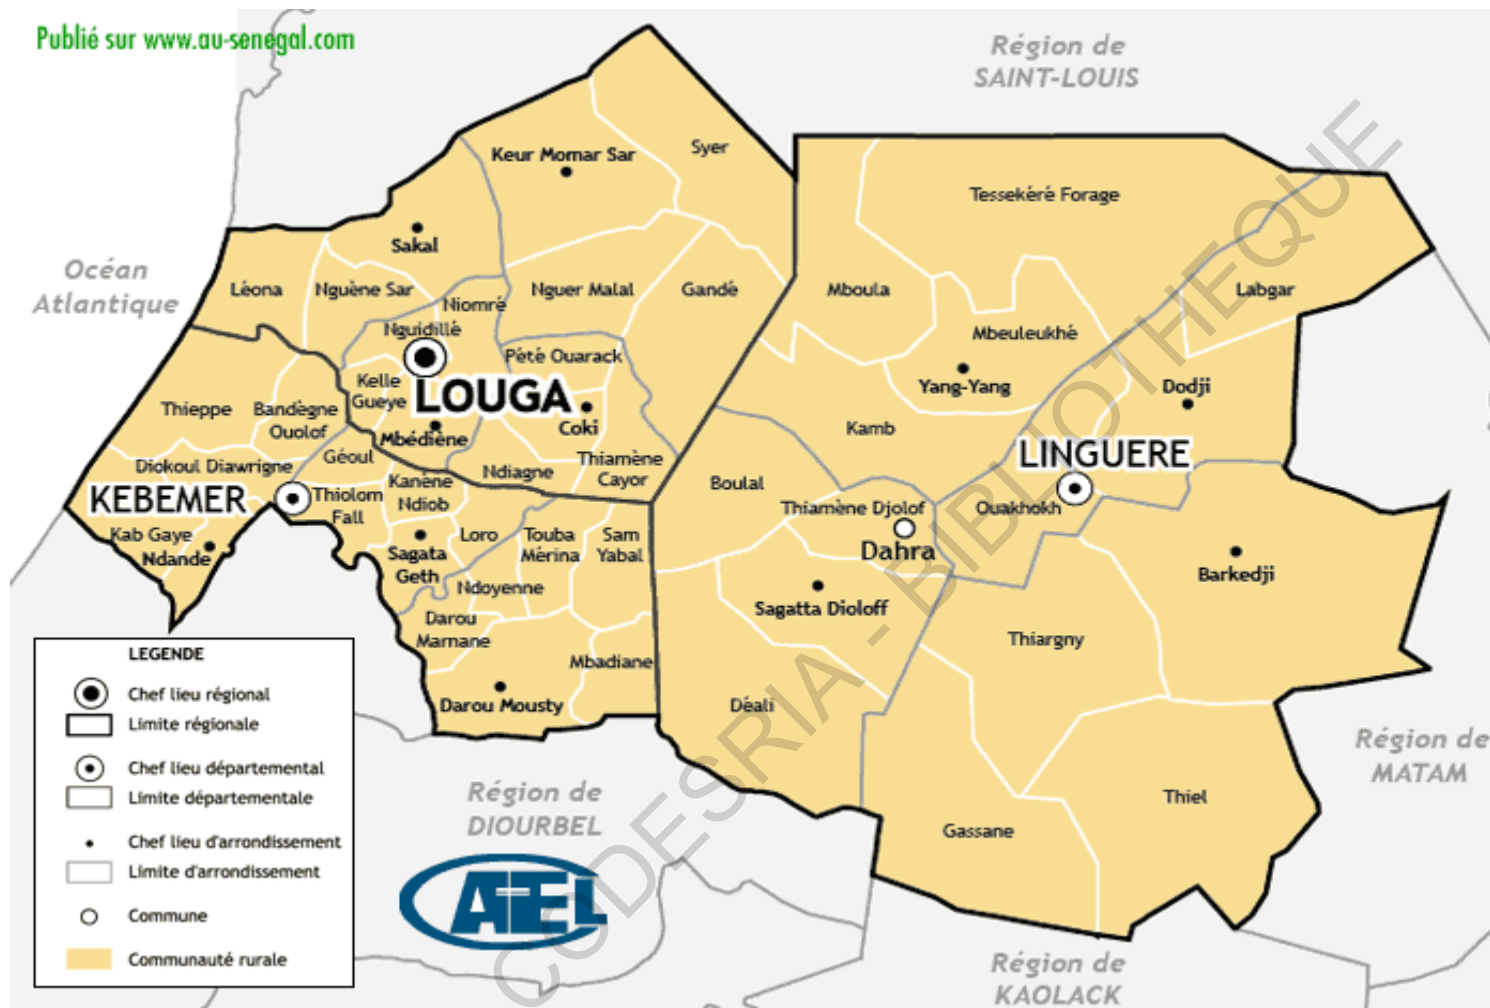 Publié sur www.au-senegal.com
Région de
SAINT-LOUIS
Océan
Atlantique
Keur Momar Sar
Syer
Tessekéré Forage
Sakal
Léona
Nguène Sar
Niomré
Nguer Malal
Gandé
Mboula
Labgar
Nguidillé
Mbeuleukhé
Pété Ouarack
Kelle
Gueye
LOUGA
Yang-Yang
Dodji
Thieppe
Bandègne
Ouolof
Mbédiène
Coki
Kamb
Diokoul Diawrigne
Géoul
Ndiagne
Thiamène
Cayor
LINGUERE
Boulal
KEBEMER
Thiolom
Fall
Kanène
Ndiob
Thiamène Djolof
Ouakhokh
Kab Gaye
Ndande
Sagata
Geth
Loro
Touba
Mérina
Sam
Yabal
Dahra
Barkedji
Ndoyenne
Sagatta Dioloff
Darou
Marnane
Thiargny
Mbadiane
Darou Mousty
Déali
Thiel
Gassane
Région de
MATAM
Région de
DIOURBEL
Région de
KAOLACK
LEGENDE
Chef lieu régional
Limite régionale
Chef lieu départemental
Limite départementale
Chef lieu d'arrondissement
Limite d'arrondissement
Commune
Communauté rurale
AIEL
CODESRIA - BIBLIOTHEQUE